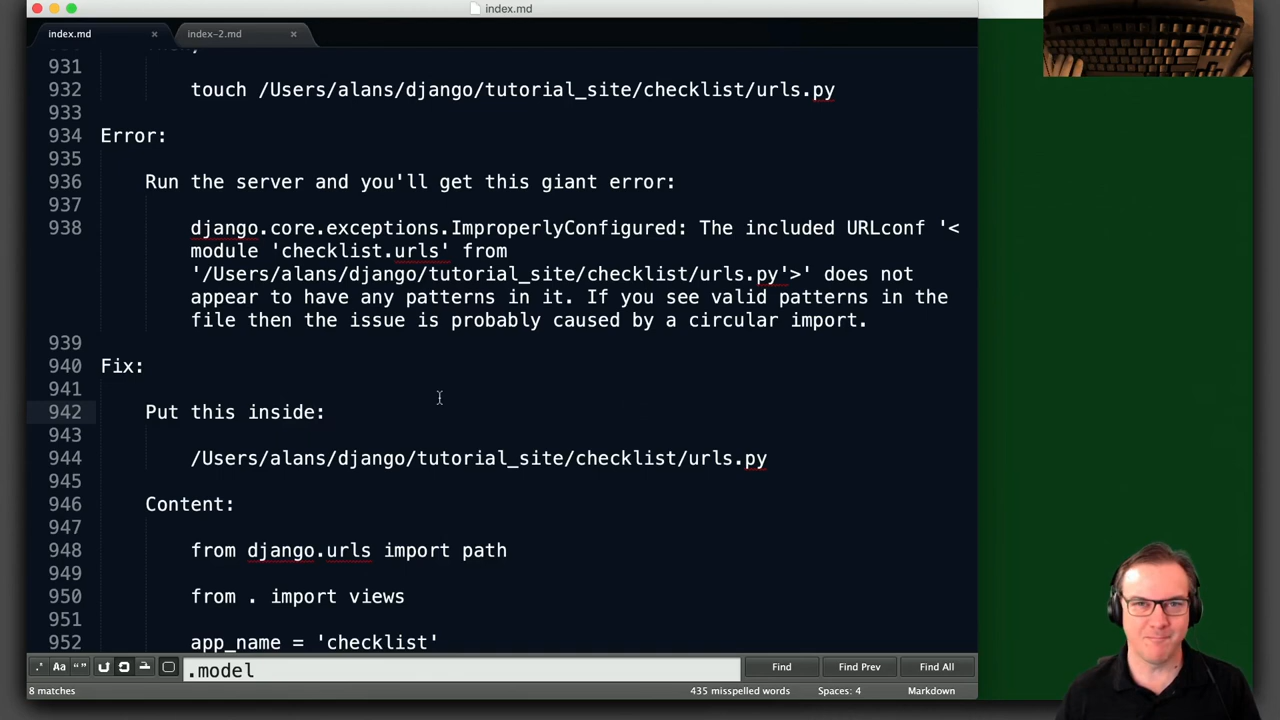 index.md
index.md
index-2.md
931
932 touch /Users/alans/django/tutorial_site/checklist/urls.py
933
934 Error:
935
936 Run the server and you'll get this giant error:
937
938 django.core.exceptions.ImproperlyConfigured: The included URLconf '<
module 'checklist.urls' from
'/Users/alans/django/tutorial_site/checklist/urls.py'>' does not
appear to have any patterns in it. If you see valid patterns in the
file then the issue is probably caused by a circular import.
939
940 Fix:
941
942 Put this inside:
943
944 /Users/alans/django/tutorial_site/checklist/urls.py
945
946 Content:
947
948 from django.urls import path
949
950 from . import views
951
952 app_name = 'checklist'
.* Aa “ ”
.model
Find
Find Prev
Find All
8 matches
435 misspelled words
Spaces: 4
Markdown